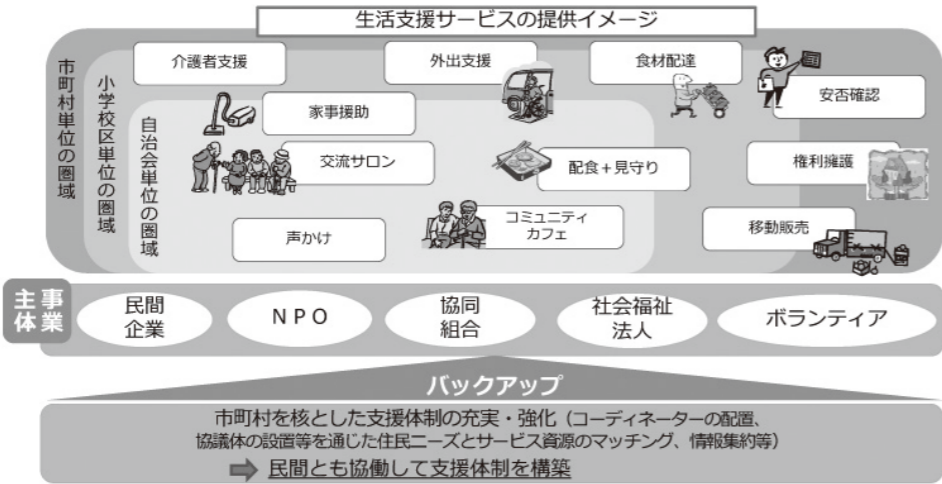 生活支援サービスの提供イメージ
市町村単位の圏域
小学校区単位の圏域
自治会単位の圏域
介護者支援
外出支援
食材配達
安否確認
家事援助
交流サロン
配食+見守り
権利擁護
声かけ
コミュニティ
カフェ
移動販売
事業
主体
民間
企業
NPO
協同
組合
社会福祉
法人
ボランティア
バックアップ
市町村を核とした支援体制の充実・強化(コーディネーターの配置、
協議体の設置等を通じた住民ニーズとサービス資源のマッチング、情報集約等)
➡ 民間とも協働して支援体制を構築